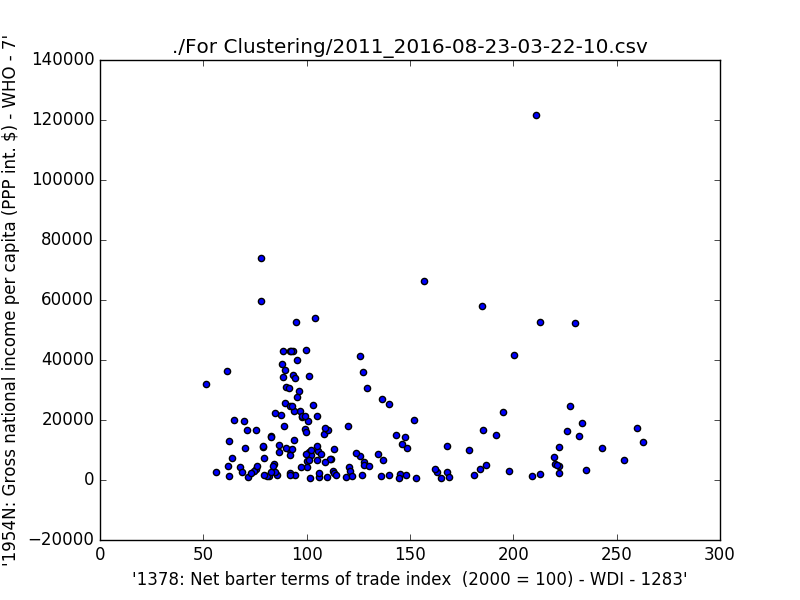 ./For Clustering/2011_2016-08-23-03-22-10.csv
'1954N: Gross national income per capita (PPP int. $) - WHO - 7'
140000
120000
100000
80000
60000
40000
20000
0
−20000
0 50 100 150 200 250 300
'1378: Net barter terms of trade index  (2000 = 100) - WDI - 1283'